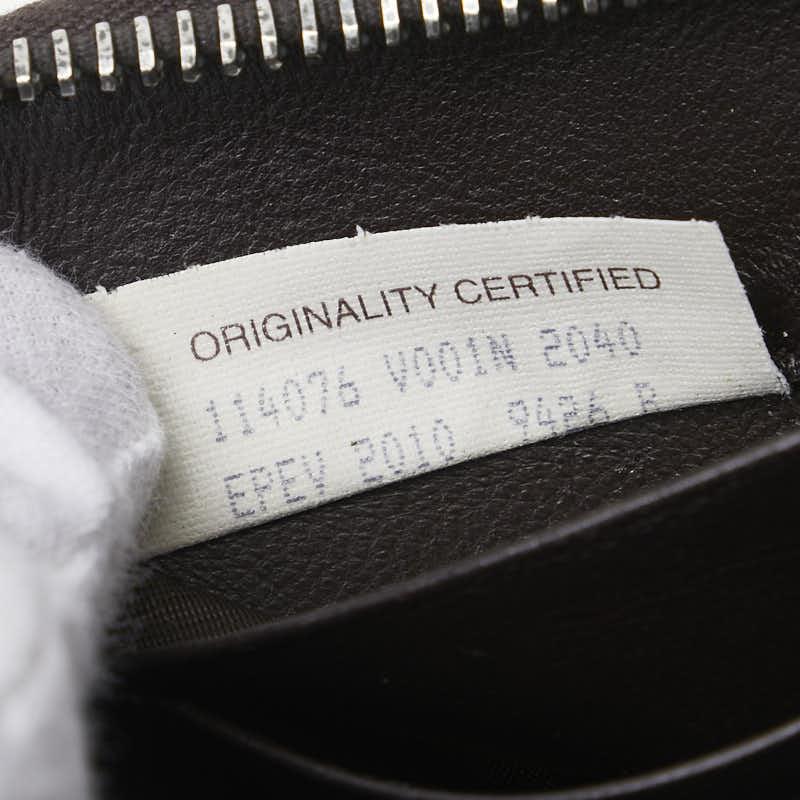 ORIGINALITY CERTIFIED
114076 V001N 2040
EPEV 2010 9426 B